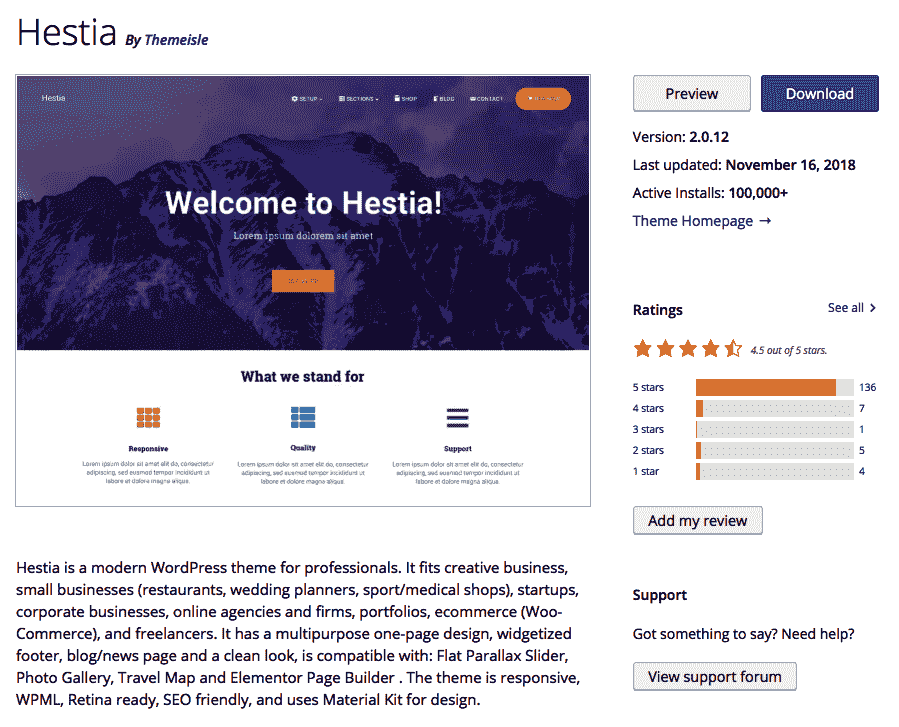 Hestia By Themeisle
Hestia
SETUP
SECTIONS
SHOP
BLOG
CONTACT
Welcome to Hestia!
Lorem ipsum dolorem sit amet
What we stand for
Responsive
Lorem ipsum dolor sit amet elit do, consectetur
adipiscing, sed eusmod tempor incididunt ut
labore et dolore magna aliqua.
Quality
Lorem ipsum dolor sit amet elit do, consectetur
adipiscing, sed eusmod tempor incididunt ut
labore et dolore magna aliqua.
Support
Lorem ipsum dolor sit amet elit do, consectetur
adipiscing, sed eusmod tempor incididunt ut
labore et dolore magna aliqua.
Hestia is a modern WordPress theme for professionals. It fits creative business,
small businesses (restaurants, wedding planners, sport/medical shops), startups,
corporate businesses, online agencies and firms, portfolios, ecommerce (Woo-
Commerce), and freelancers. It has a multipurpose one-page design, widgetized
footer, blog/news page and a clean look, is compatible with: Flat Parallax Slider,
Photo Gallery, Travel Map and Elementor Page Builder . The theme is responsive,
WPML, Retina ready, SEO friendly, and uses Material Kit for design.
Preview
Download
Version: 2.0.12
Last updated: November 16, 2018
Active Installs: 100,000+
Theme Homepage →
Ratings
See all >
4.5 out of 5 stars.
5 stars 136
4 stars 7
3 stars 1
2 stars 5
1 star 4
Add my review
Support
Got something to say? Need help?
View support forum